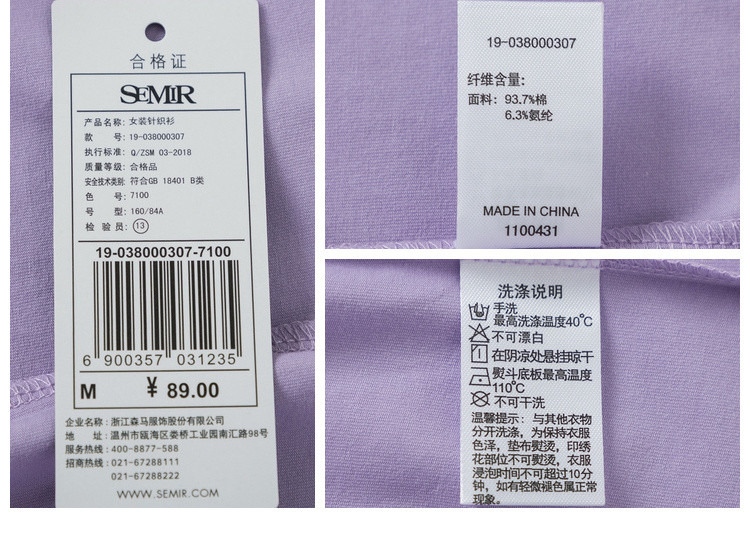 合格证
SEMIR
产品名称: 女装针织衫
款 号: 19-038000307
执行标准: Q/ZSM 03-2018
质量等级: 合格品
安全技术类别: 符合GB 18401 B类
色 号: 7100
号 型: 160/84A
检 验 员: 13
19-038000307-7100
6 900357 031235
M ¥ 89.00
企业名称: 浙江森马服饰股份有限公司
地 址: 温州市瓯海区娄桥工业园南汇路98号
服务热线: 400-8877-588
招商热线: 021-67288111
021-67288222
WWW.SEMIR.COM
19-038000307
纤维含量:
面料: 93.7%棉
6.3%氨纶
MADE IN CHINA
1100431
洗涤说明
手洗
最高洗涤温度40°C
不可漂白
在阴凉处悬挂晾干
熨斗底板最高温度
110°C
不可干洗
温馨提示: 与其他衣物
分开洗涤, 为保持衣服
色泽, 垫布熨烫, 印绣
花部位不可熨烫, 衣服
浸泡时间不可超过10分
钟, 如有轻微褪色属正常
现象。